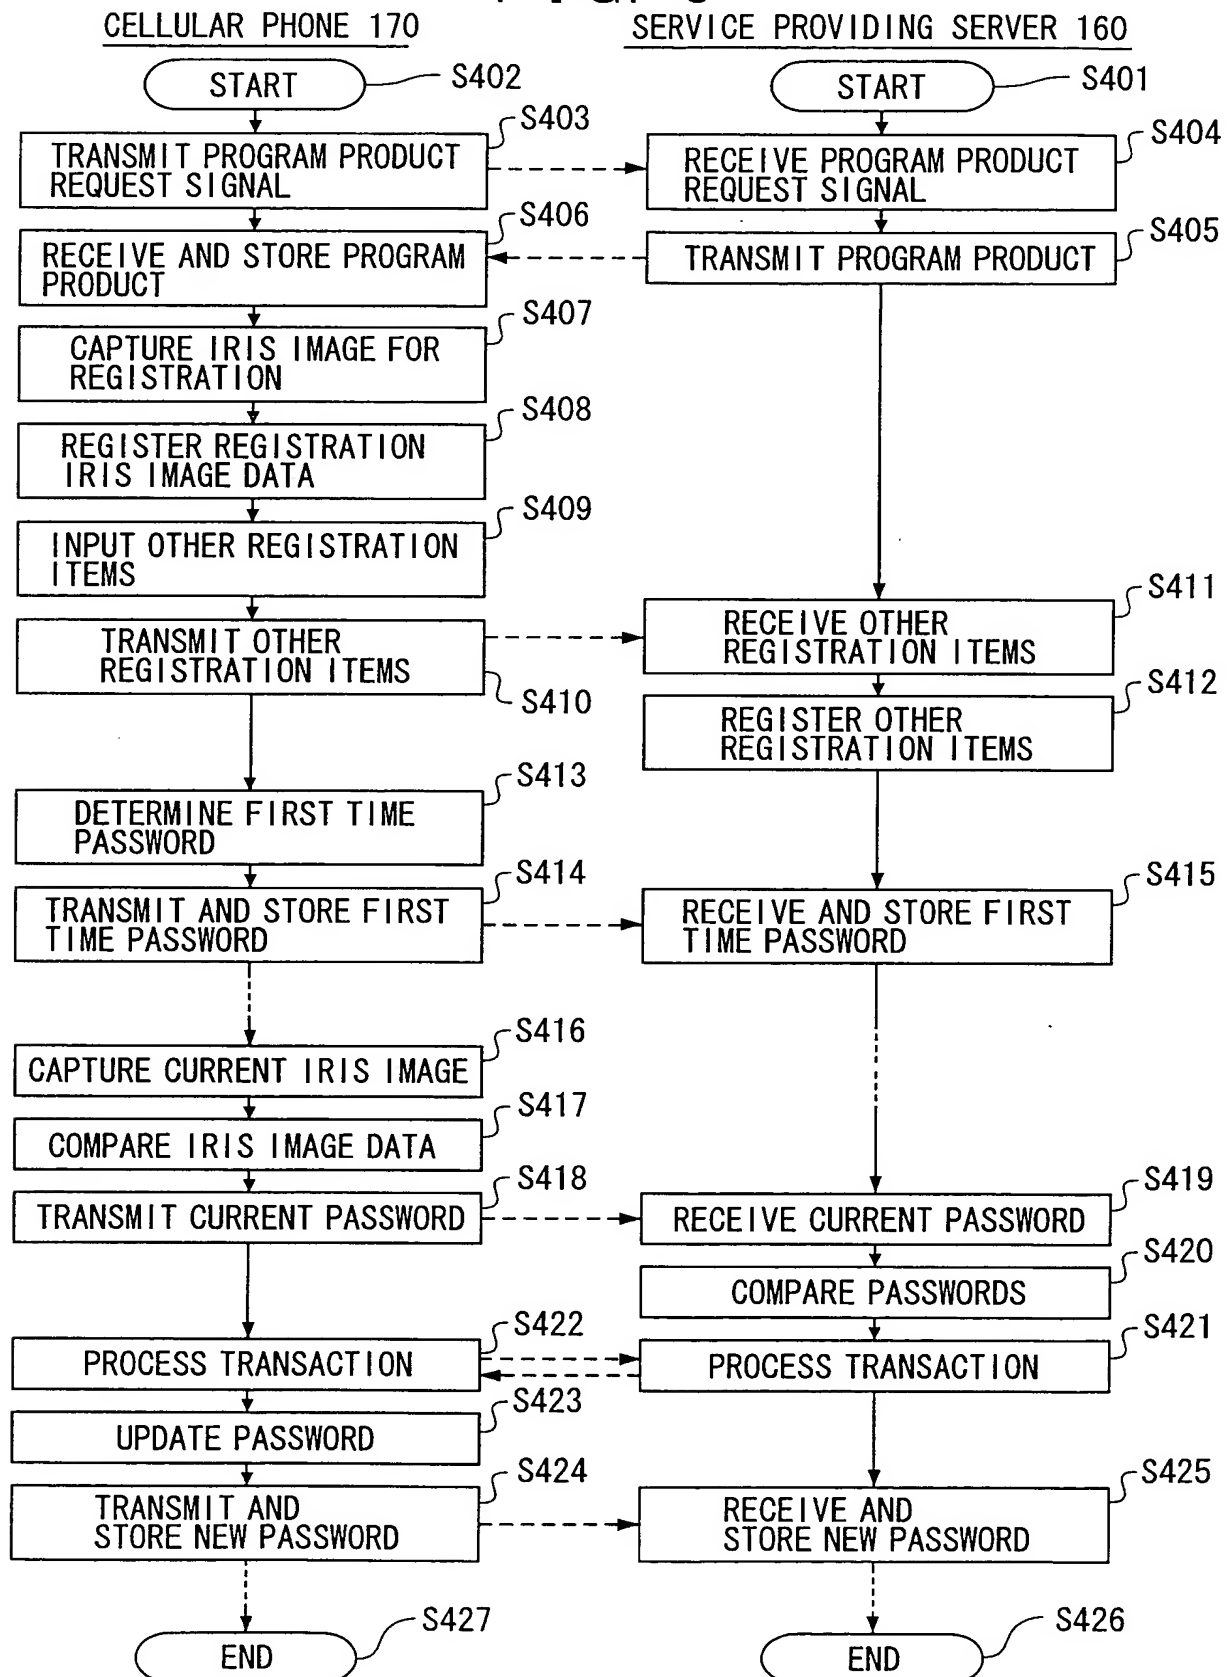 CELLULAR PHONE 170
SERVICE PROVIDING SERVER 160
START
S402
START
S401
TRANSMIT PROGRAM PRODUCT
REQUEST SIGNAL
S403
RECEIVE PROGRAM PRODUCT
REQUEST SIGNAL
S404
RECEIVE AND STORE PROGRAM
PRODUCT
S406
TRANSMIT PROGRAM PRODUCT
S405
CAPTURE IRIS IMAGE FOR
REGISTRATION
S407
REGISTER REGISTRATION
IRIS IMAGE DATA
S408
INPUT OTHER REGISTRATION
ITEMS
S409
TRANSMIT OTHER
REGISTRATION ITEMS
S410
RECEIVE OTHER
REGISTRATION ITEMS
S411
REGISTER OTHER
REGISTRATION ITEMS
S412
DETERMINE FIRST TIME
PASSWORD
S413
TRANSMIT AND STORE FIRST
TIME PASSWORD
S414
RECEIVE AND STORE FIRST
TIME PASSWORD
S415
CAPTURE CURRENT IRIS IMAGE
S416
COMPARE IRIS IMAGE DATA
S417
TRANSMIT CURRENT PASSWORD
S418
RECEIVE CURRENT PASSWORD
S419
COMPARE PASSWORDS
S420
PROCESS TRANSACTION
S422
PROCESS TRANSACTION
S421
UPDATE PASSWORD
S423
TRANSMIT AND
STORE NEW PASSWORD
S424
RECEIVE AND
STORE NEW PASSWORD
S425
END
S427
END
S426